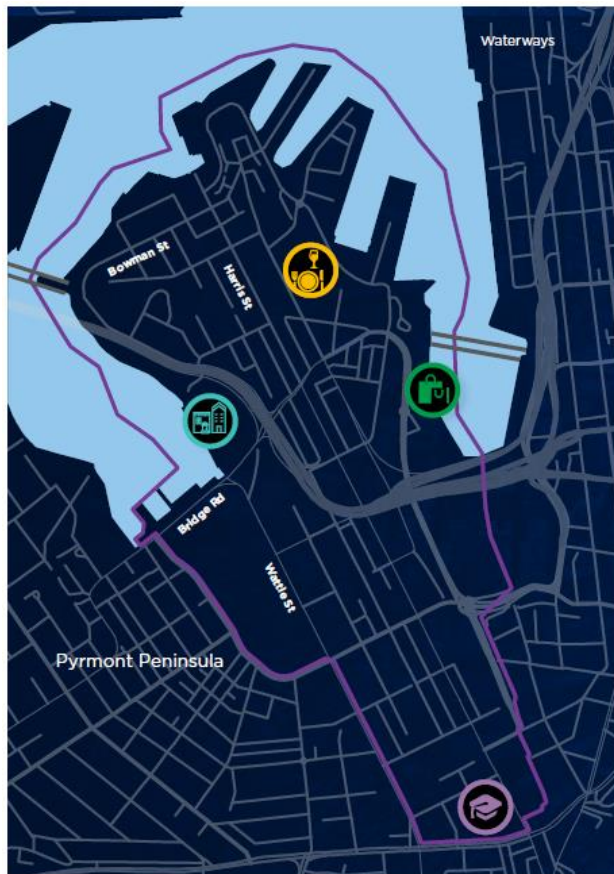 Waterways
Bowman St
Harris St
Bridge Rd
Wattle St
Pyrmont Peninsula